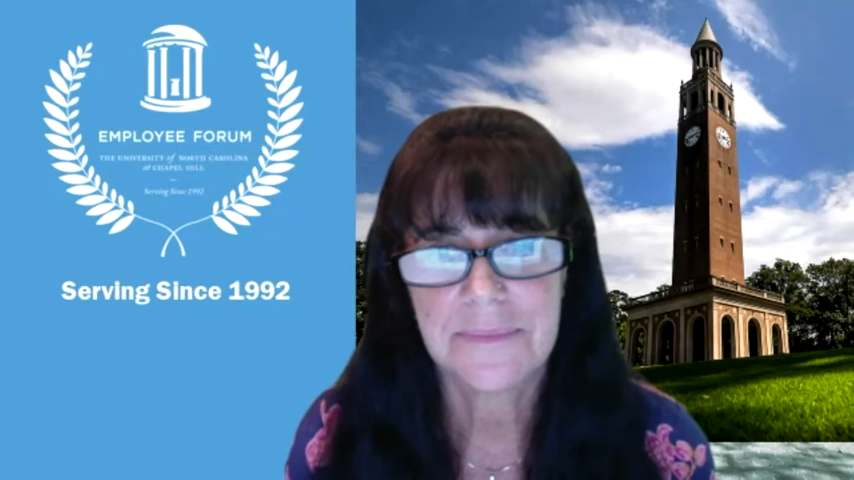 EMPLOYEE FORUM
THE UNIVERSITY of NORTH CAROLINA
at CHAPEL HILL
Serving Since 1992
Serving Since 1992